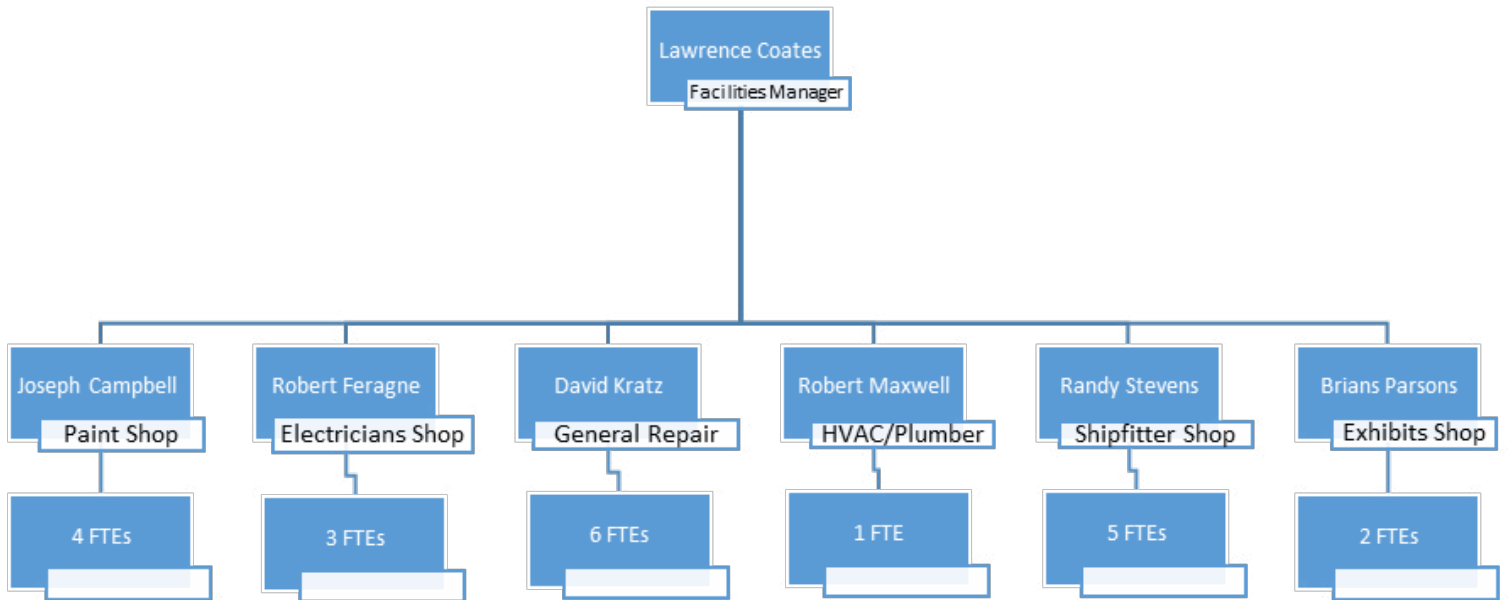 Lawrence Coates
Facilities Manager
Joseph Campbell
Paint Shop
Robert Feragne
Electricians Shop
David Kratz
General Repair
Robert Maxwell
HVAC/Plumber
Randy Stevens
Shipfitter Shop
Brians Parsons
Exhibits Shop
4 FTEs
3 FTEs
6 FTEs
1 FTE
5 FTEs
2 FTEs